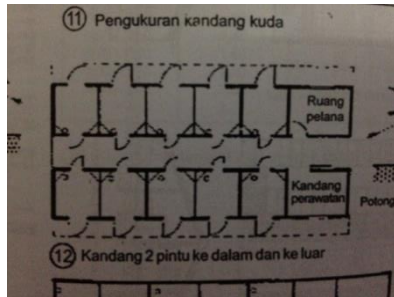 11 Pengukuran kandang kuda
Ruang
pelana
Kandang
perawatan
Potong
12 Kandang 2 pintu ke dalam dan ke luar